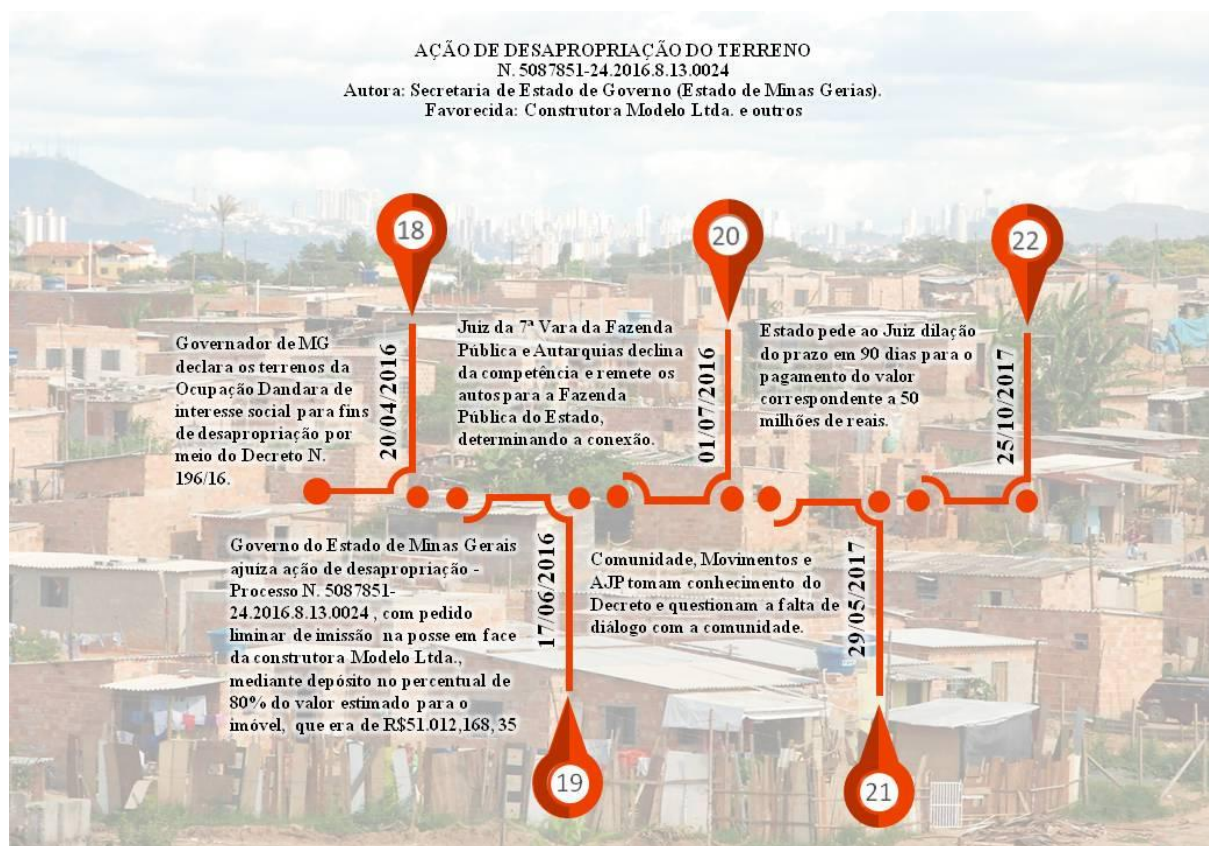 AÇÃO DE DESAPROPRIAÇÃO DO TERRENO
N. 5087851-24.2016.8.13.0024
Autora: Secretaria de Estado de Governo (Estado de Minas Gerias).
Favorecida: Construtora Modelo Ltda. e outros
18
20/04/2016
Governador de MG
declara os terrenos da
Ocupação Dandara de
interesse social para fins
de desapropriação por
meio do Decreto N.
196/16.
19
17/06/2016
Governo do Estado de Minas Gerais
ajuiza ação de desapropriação -
Processo N. 5087851-
24.2016.8.13.0024 , com pedido
liminar de imissão na posse em face
da construtora Modelo Ltda.,
mediante depósito no percentual de
80% do valor estimado para o
imóvel, que era de R$51.012,168, 35
20
01/07/2016
Juiz da 7ª Vara da Fazenda
Pública e Autarquias declina
da competência e remete os
autos para a Fazenda
Pública do Estado,
determinando a conexão.
21
29/05/2017
Comunidade, Movimentos e
AJP tomam conhecimento do
Decreto e questionam a falta de
diálogo com a comunidade.
22
25/10/2017
Estado pede ao Juiz dilação
do prazo em 90 dias para o
pagamento do valor
correspondente a 50
milhões de reais.